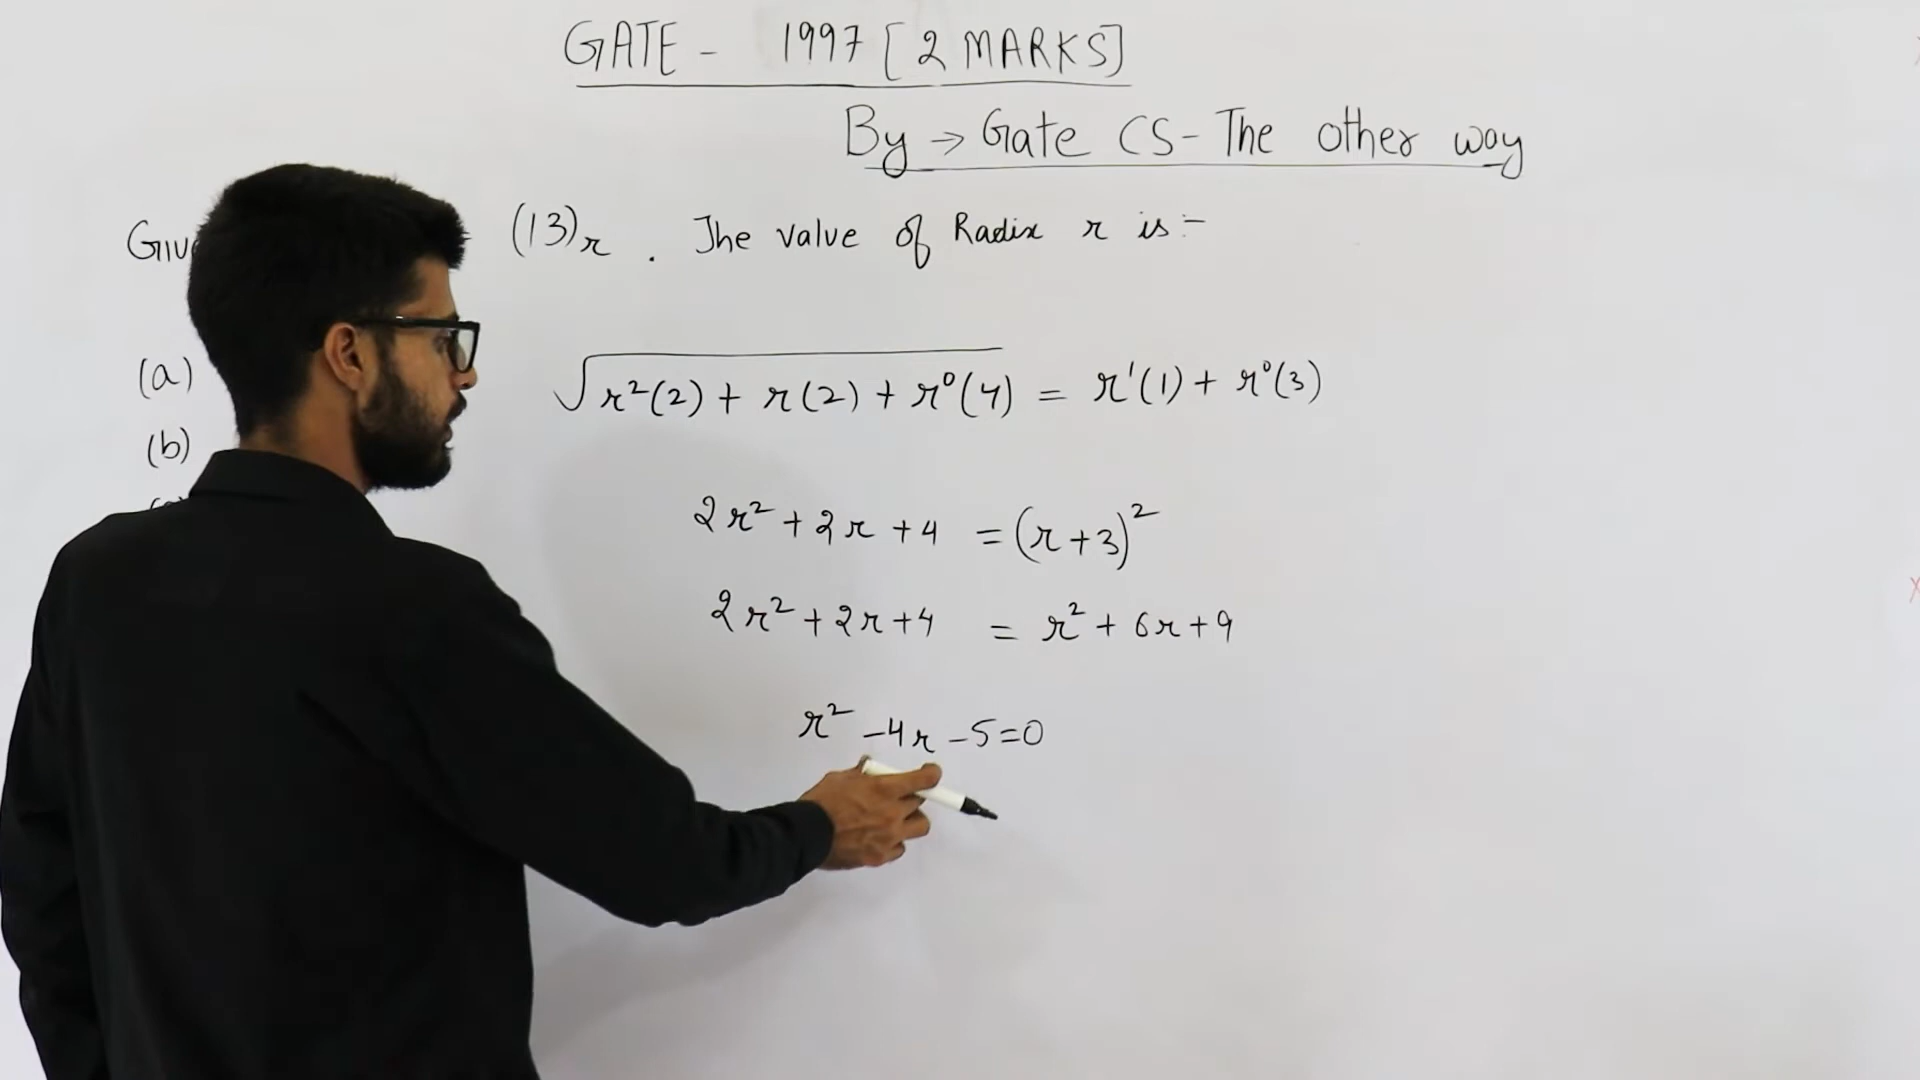 GATE - 1997 [2 MARKS]
By → Gate CS - The other way
(13)r . The value of Radix r is :-
(a)
√r²(2) + r(2) + r⁰(4) = r'(1) + r⁰(3)
(b)
2r² + 2r + 4 = (r+3)²
2r² + 2r + 4 = r² + 6r + 9
r² - 4r - 5 = 0